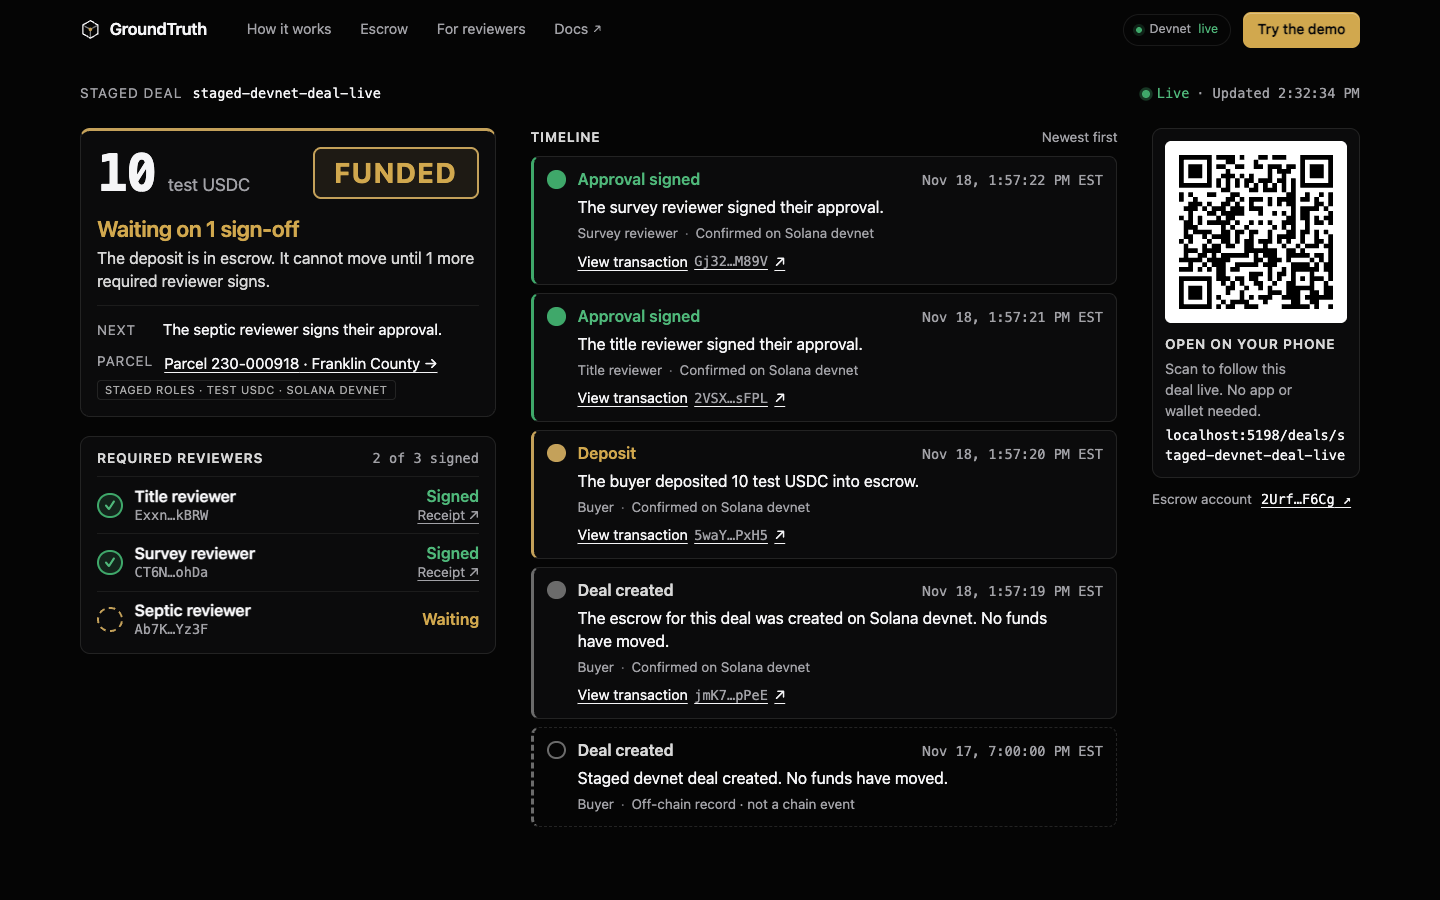 GroundTruth
How it works
Escrow
For reviewers
Docs ↗
Devnet live
Try the demo
STAGED DEAL staged-devnet-deal-live
Live · Updated 2:32:34 PM
10 test USDC
FUNDED
Waiting on 1 sign-off
The deposit is in escrow. It cannot move until 1 more
required reviewer signs.
NEXT The septic reviewer signs their approval.
PARCEL Parcel 230-000918 · Franklin County →
STAGED ROLES · TEST USDC · SOLANA DEVNET
REQUIRED REVIEWERS 2 of 3 signed
Title reviewer Signed
Exxn…kBRW Receipt ↗
Survey reviewer Signed
CT6N…ohDa Receipt ↗
Septic reviewer Waiting
Ab7K…Yz3F
TIMELINE Newest first
Approval signed Nov 18, 1:57:22 PM EST
The survey reviewer signed their approval.
Survey reviewer · Confirmed on Solana devnet
View transaction Gj32…M89V ↗
Approval signed Nov 18, 1:57:21 PM EST
The title reviewer signed their approval.
Title reviewer · Confirmed on Solana devnet
View transaction 2VSX…sFPL ↗
Deposit Nov 18, 1:57:20 PM EST
The buyer deposited 10 test USDC into escrow.
Buyer · Confirmed on Solana devnet
View transaction 5waY…PxH5 ↗
Deal created Nov 18, 1:57:19 PM EST
The escrow for this deal was created on Solana devnet. No funds
have moved.
Buyer · Confirmed on Solana devnet
View transaction jmK7…pPeE ↗
Deal created Nov 17, 7:00:00 PM EST
Staged devnet deal created. No funds have moved.
Buyer · Off-chain record · not a chain event
OPEN ON YOUR PHONE
Scan to follow this
deal live. No app or
wallet needed.
localhost:5198/deals/s
taged-devnet-deal-live
Escrow account 2Urf…F6Cg ↗